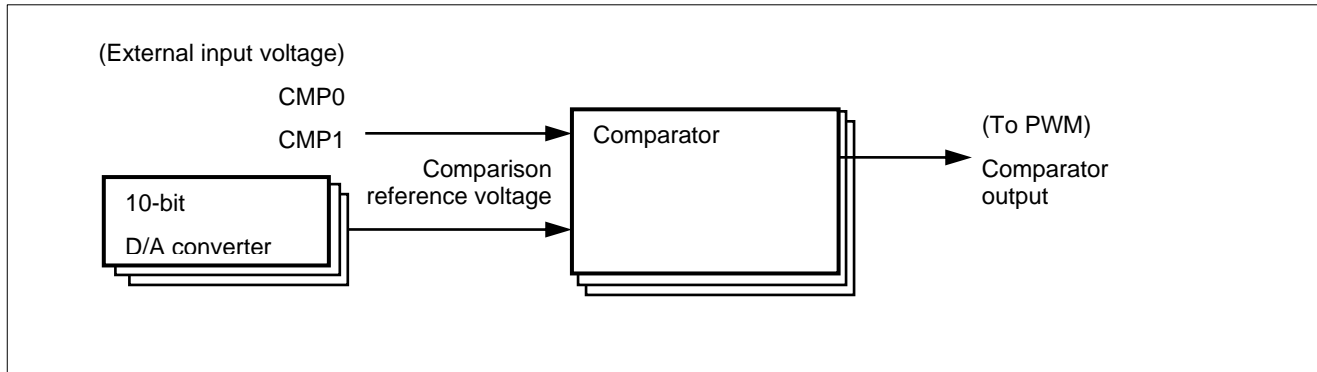 (External input voltage)
CMP0
CMP1
Comparison
reference voltage
10-bit
D/A converter
Comparator
(To PWM)
Comparator
output